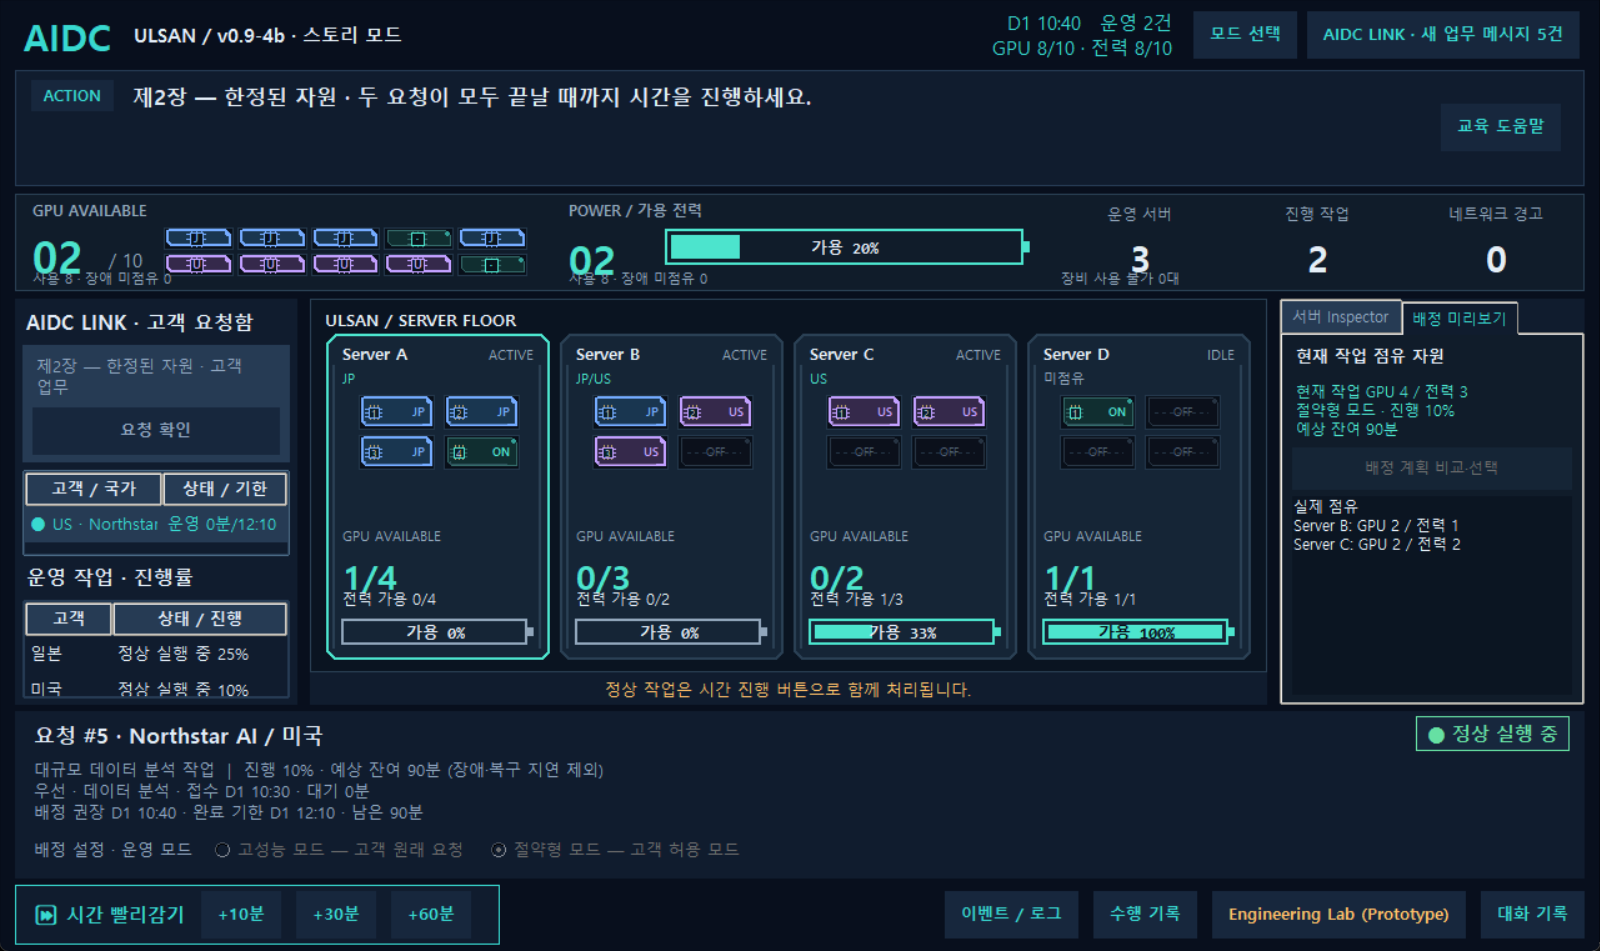 AIDC
ULSAN / v0.9-4b · 스토리 모드
D1 10:40 운영 2건
GPU 8/10 · 전력 8/10
모드 선택
AIDC LINK · 새 업무 메시지 5건
ACTION
제2장 — 한정된 자원 · 두 요청이 모두 끝날 때까지 시간을 진행하세요.
교육 도움말
GPU AVAILABLE
02 / 10
사용 8 · 장애 미점유 0
J J J · J
U U U U ·
POWER / 가용 전력
02
가용 20%
사용 8 · 장애 미점유 0
운영 서버
3
장비 사용 불가 0대
진행 작업
2
네트워크 경고
0
AIDC LINK · 고객 요청함
제2장 — 한정된 자원 · 고객
업무
요청 확인
고객 / 국가 상태 / 기한
US · Northstar 운영 0분/12:10
운영 작업 · 진행률
고객 상태 / 진행
일본 정상 실행 중 25%
미국 정상 실행 중 10%
ULSAN / SERVER FLOOR
Server A ACTIVE
JP
1 JP 2 JP
3 JP 4 ON
GPU AVAILABLE
1/4
전력 가용 0/4
가용 0%
Server B ACTIVE
JP/US
1 JP 2 US
3 US OFF
GPU AVAILABLE
0/3
전력 가용 0/2
가용 0%
Server C ACTIVE
US
1 US 2 US
OFF OFF
GPU AVAILABLE
0/2
전력 가용 1/3
가용 33%
Server D IDLE
미점유
1 ON OFF
OFF OFF
GPU AVAILABLE
1/1
전력 가용 1/1
가용 100%
정상 작업은 시간 진행 버튼으로 함께 처리됩니다.
서버 Inspector 배정 미리보기
현재 작업 점유 자원
현재 작업 GPU 4 / 전력 3
절약형 모드 · 진행 10%
예상 잔여 90분
배정 계획 비교·선택
실제 점유
Server B: GPU 2 / 전력 1
Server C: GPU 2 / 전력 2
요청 #5 · Northstar AI / 미국
정상 실행 중
대규모 데이터 분석 작업 | 진행 10% · 예상 잔여 90분 (장애·복구 지연 제외)
우선 · 데이터 분석 · 접수 D1 10:30 · 대기 0분
배정 권장 D1 10:40 · 완료 기한 D1 12:10 · 남은 90분
배정 설정 · 운영 모드 고성능 모드 — 고객 원래 요청 절약형 모드 — 고객 허용 모드
시간 빨리감기
+10분
+30분
+60분
이벤트 / 로그
수행 기록
Engineering Lab (Prototype)
대화 기록